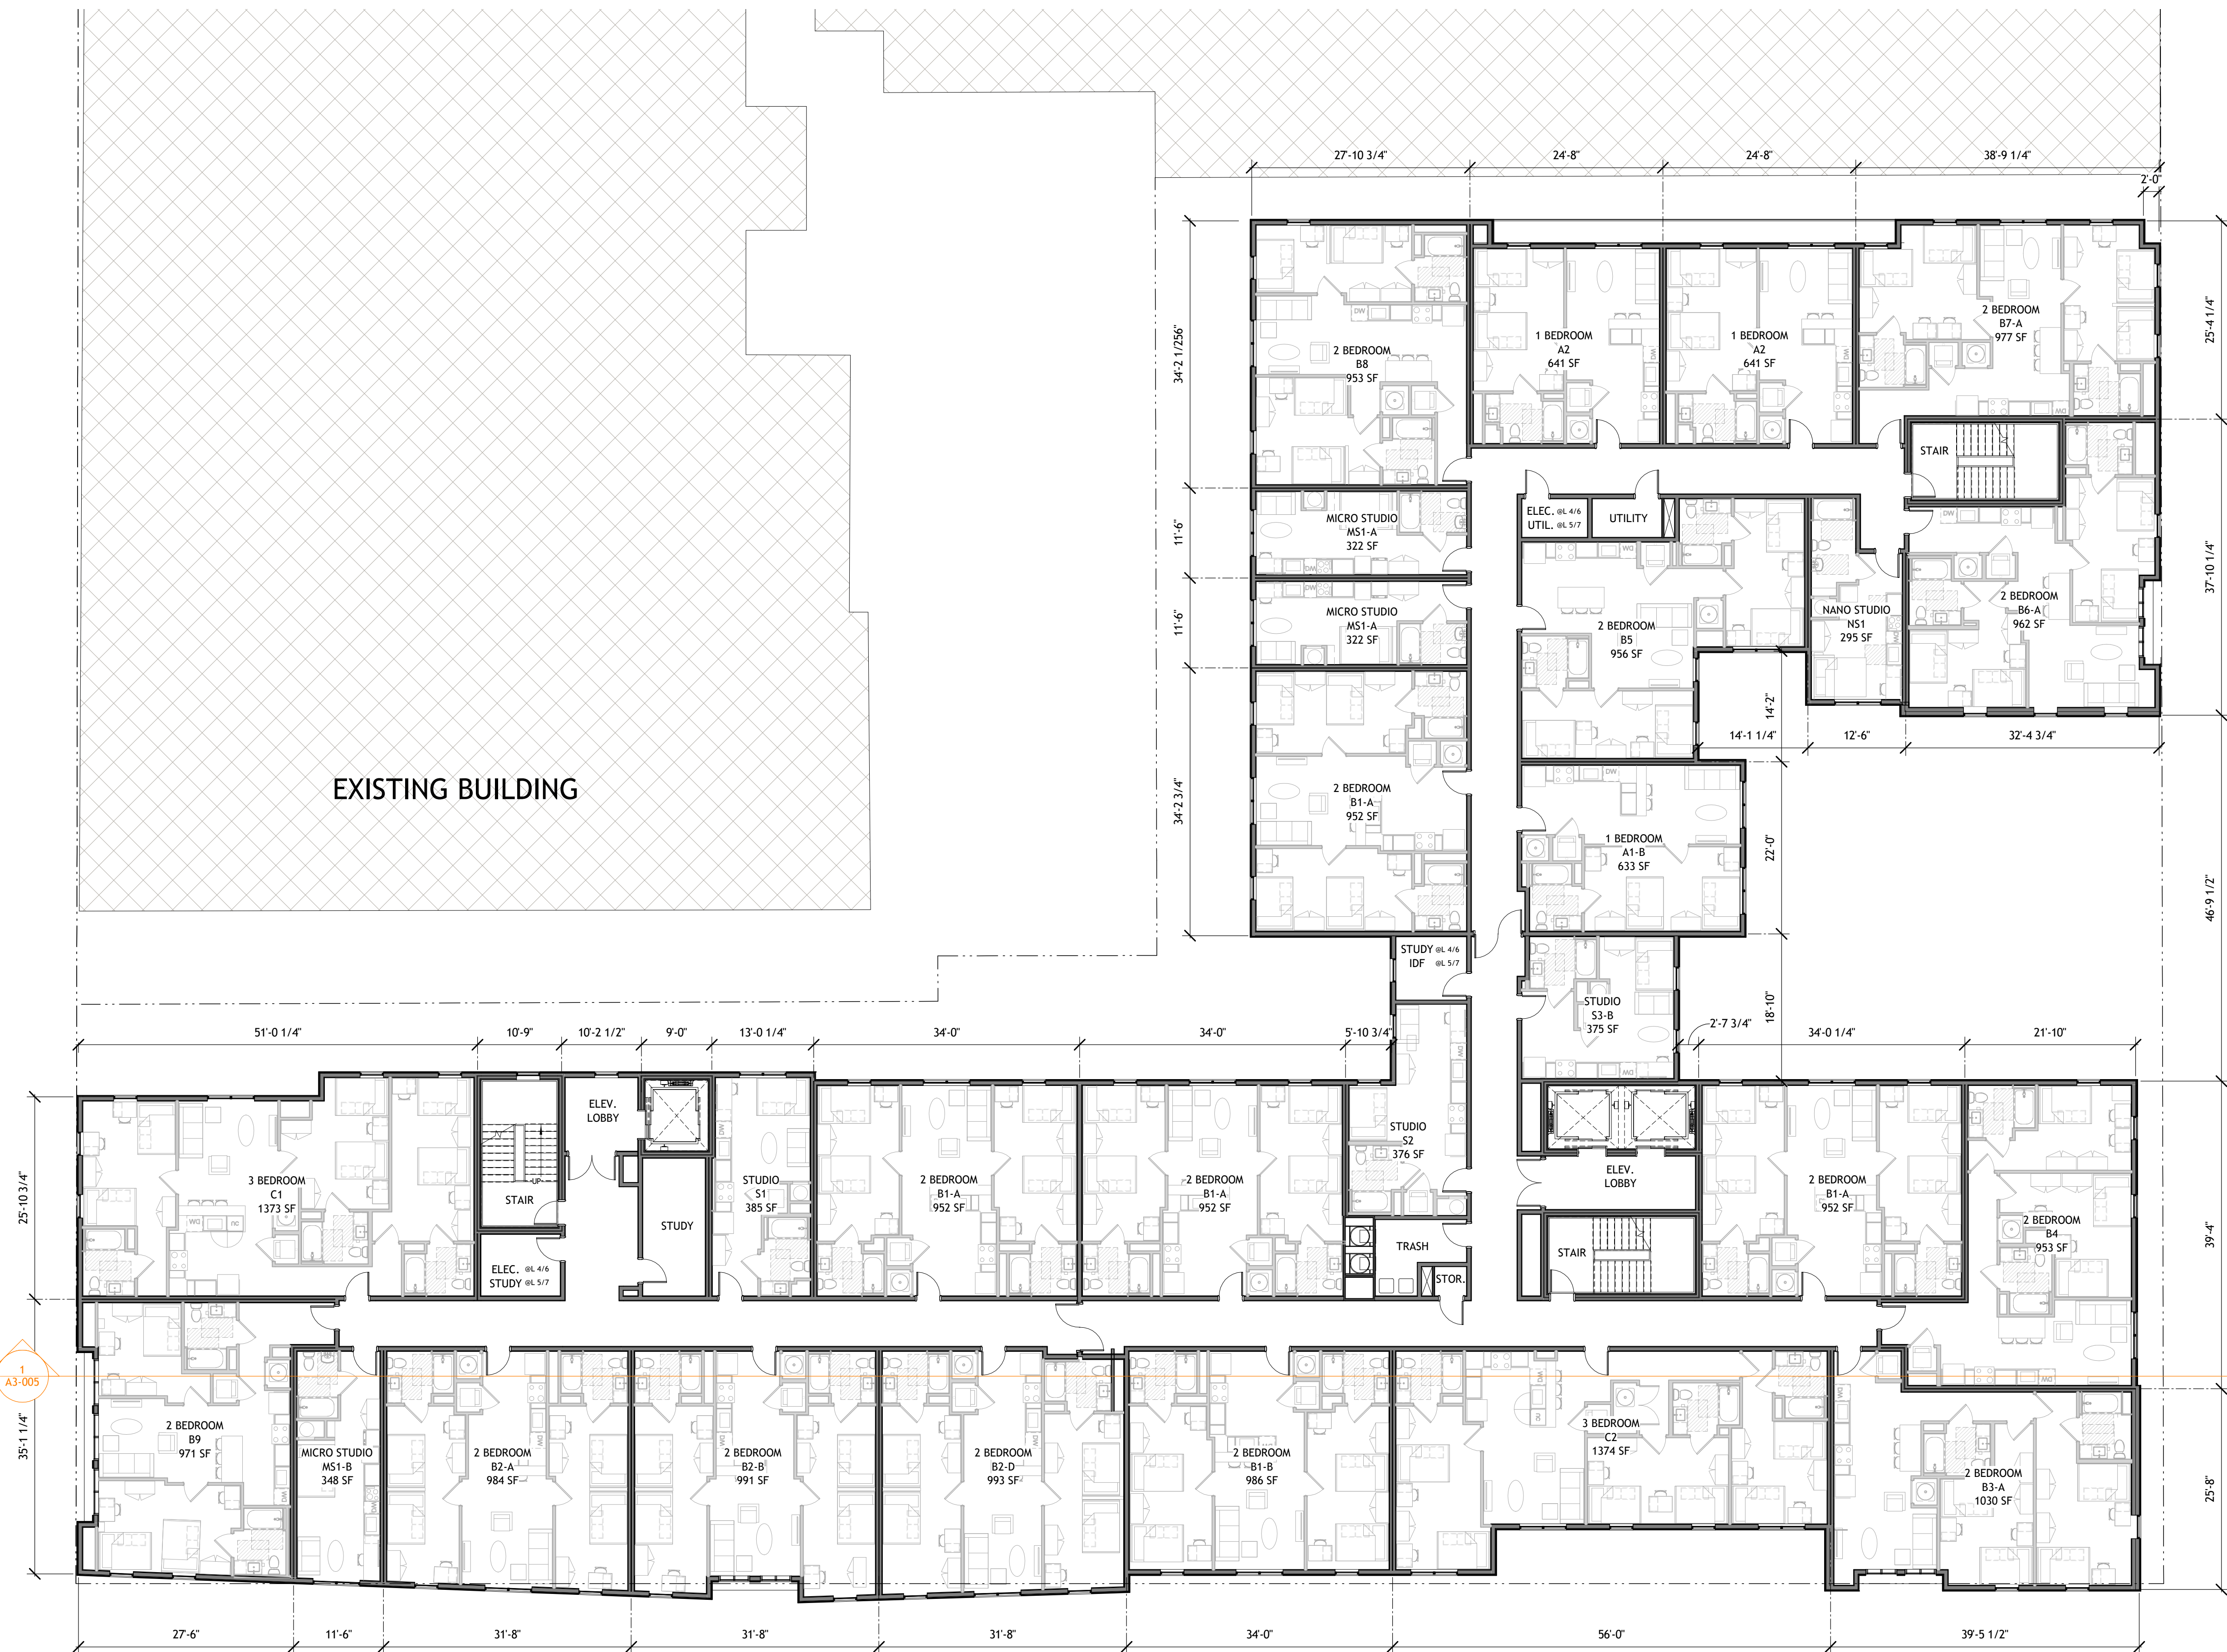 27'-10 3/4"
24'-8"
24'-8"
38'-9 1/4"
2'-0"
34'-2 1/256"
11'-6"
11'-6"
34'-2 3/4"
25'-4 1/4"
37'-10 1/4"
46'-9 1/2"
39'-4"
25'-8"
2 BEDROOM
B8
953 SF
1 BEDROOM
A2
641 SF
1 BEDROOM
A2
641 SF
2 BEDROOM
B7-A
977 SF
STAIR
MICRO STUDIO
MS1-A
322 SF
ELEC. @L 4/6
UTIL. @L 5/7
UTILITY
MICRO STUDIO
MS1-A
322 SF
2 BEDROOM
B5
956 SF
NANO STUDIO
NS1
295 SF
2 BEDROOM
B6-A
962 SF
14'-2"
14'-1 1/4"
12'-6"
32'-4 3/4"
EXISTING BUILDING
2 BEDROOM
B1-A
952 SF
1 BEDROOM
A1-B
633 SF
22'-0"
STUDY @L 4/6
IDF @L 5/7
STUDIO
S3-B
375 SF
18'-10"
2'-7 3/4"
34'-0 1/4"
21'-10"
51'-0 1/4"
10'-9"
10'-2 1/2"
9'-0"
13'-0 1/4"
34'-0"
34'-0"
5'-10 3/4"
25'-10 3/4"
35'-1 1/4"
3 BEDROOM
C1
1373 SF
UP
STAIR
ELEV.
LOBBY
STUDY
ELEC. @L 4/6
STUDY @L 5/7
STUDIO
S1
385 SF
2 BEDROOM
B1-A
952 SF
2 BEDROOM
B1-A
952 SF
STUDIO
S2
376 SF
TRASH
STOR.
ELEV.
LOBBY
STAIR
2 BEDROOM
B1-A
952 SF
2 BEDROOM
B4
953 SF
1
A3-005
2 BEDROOM
B9
971 SF
MICRO STUDIO
MS1-B
348 SF
2 BEDROOM
B2-A
984 SF
2 BEDROOM
B2-B
991 SF
2 BEDROOM
B2-D
993 SF
2 BEDROOM
B1-B
986 SF
3 BEDROOM
C2
1374 SF
2 BEDROOM
B3-A
1030 SF
27'-6"
11'-6"
31'-8"
31'-8"
31'-8"
34'-0"
56'-0"
39'-5 1/2"